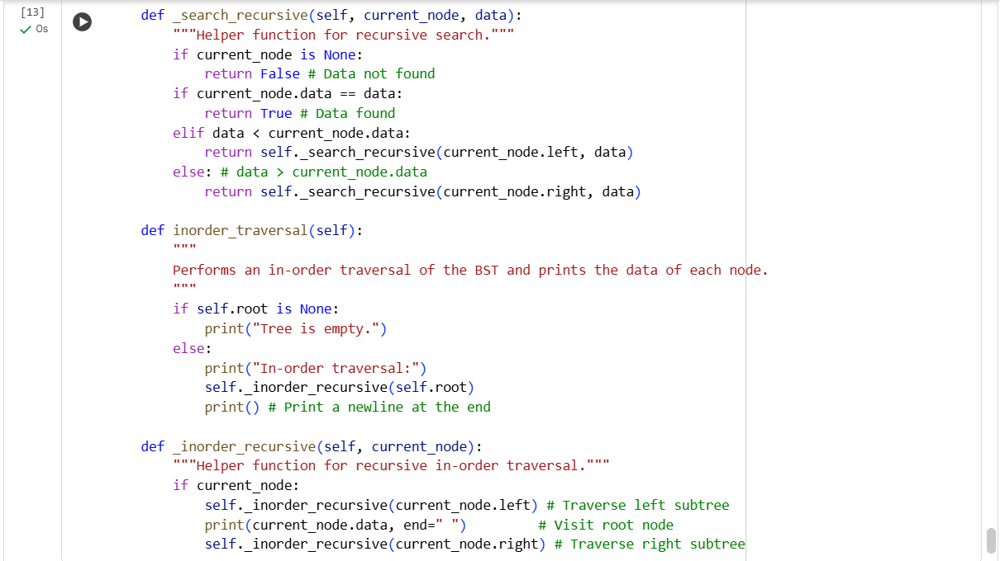 [13]
0s
def _search_recursive(self, current_node, data):
"""Helper function for recursive search."""
if current_node is None:
return False # Data not found
if current_node.data == data:
return True # Data found
elif data < current_node.data:
return self._search_recursive(current_node.left, data)
else: # data > current_node.data
return self._search_recursive(current_node.right, data)
def inorder_traversal(self):
"""
Performs an in-order traversal of the BST and prints the data of each node.
"""
if self.root is None:
print("Tree is empty.")
else:
print("In-order traversal:")
self._inorder_recursive(self.root)
print() # Print a newline at the end
def _inorder_recursive(self, current_node):
"""Helper function for recursive in-order traversal."""
if current_node:
self._inorder_recursive(current_node.left) # Traverse left subtree
print(current_node.data, end=" ")         # Visit root node
self._inorder_recursive(current_node.right) # Traverse right subtree